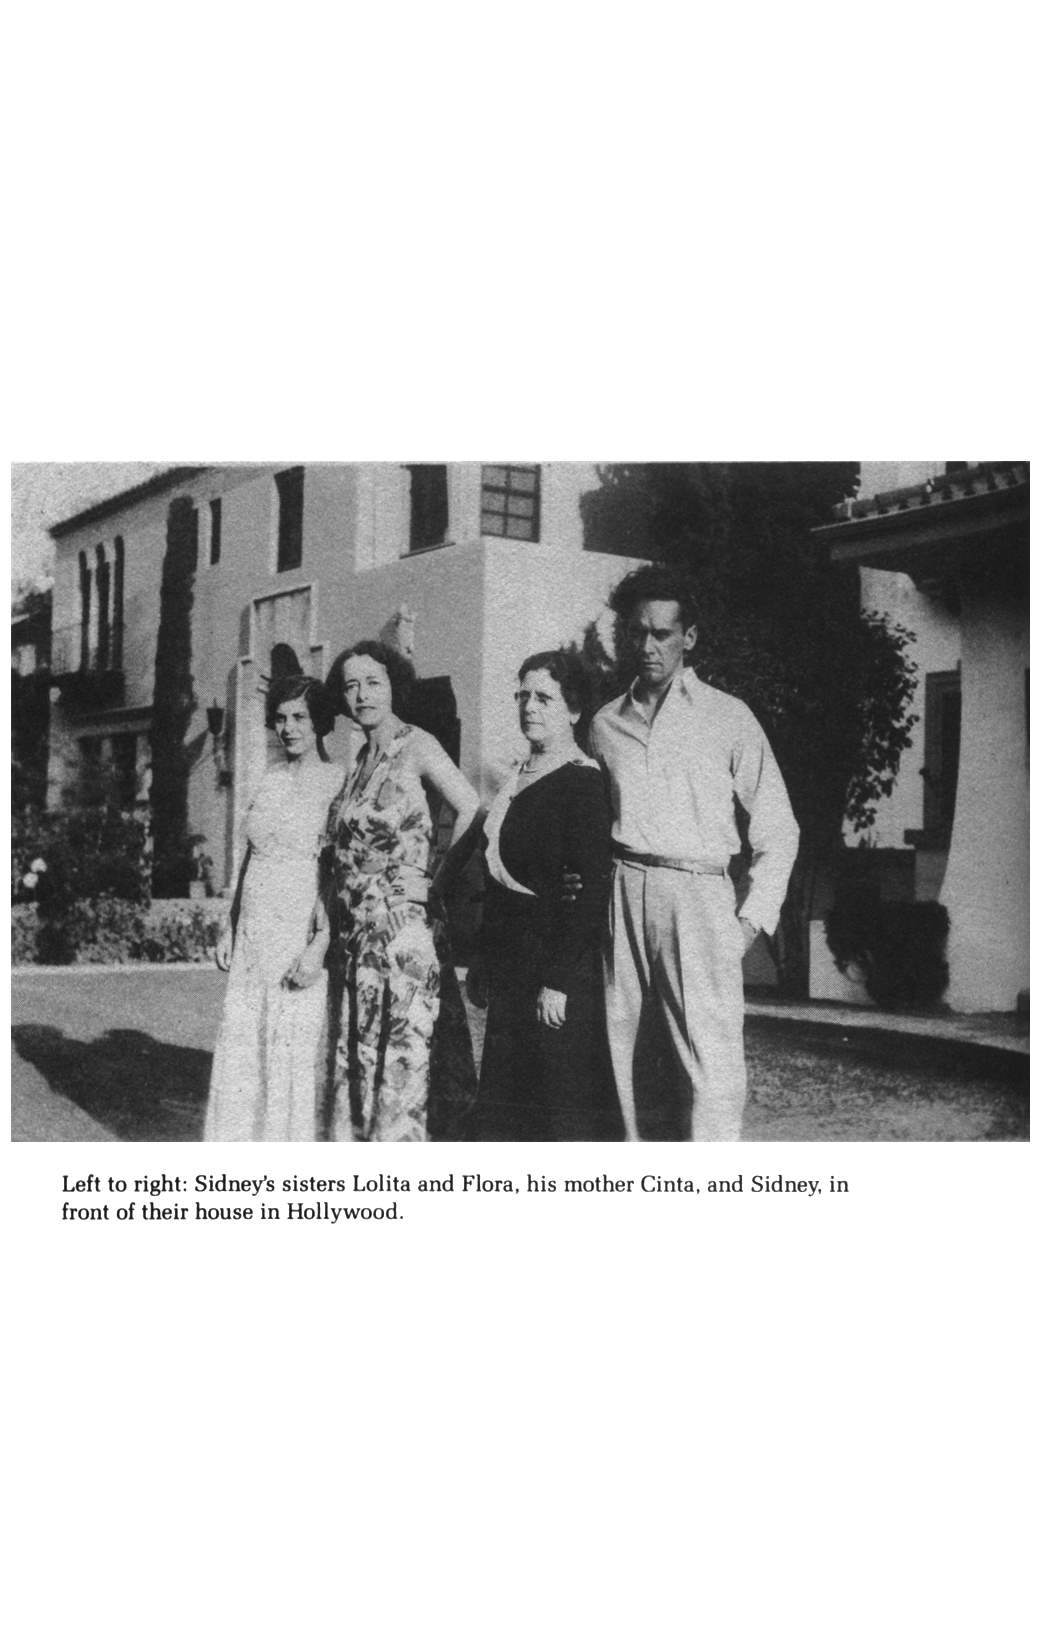 Left to right: Sidney's sisters Lolita and Flora, his mother Cinta, and Sidney, in
front of their house in Hollywood.